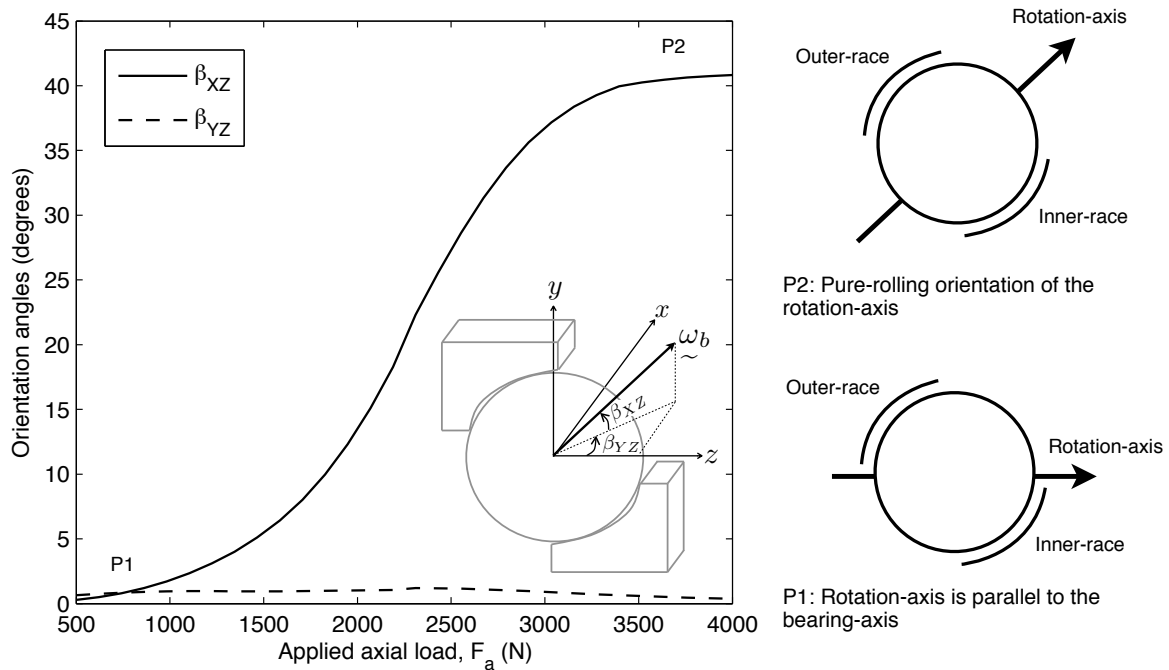 45
40
35
30
25
20
15
10
5
0
Orientation angles (degrees)
β_XZ
β_YZ
P2
P1
y
x
ω_b
~
β_XZ
β_YZ
z
500
1000
1500
2000
2500
3000
3500
4000
Applied axial load, F_a (N)
Rotation-axis
Outer-race
Inner-race
P2: Pure-rolling orientation of the
rotation-axis
Outer-race
Rotation-axis
Inner-race
P1: Rotation-axis is parallel to the
bearing-axis